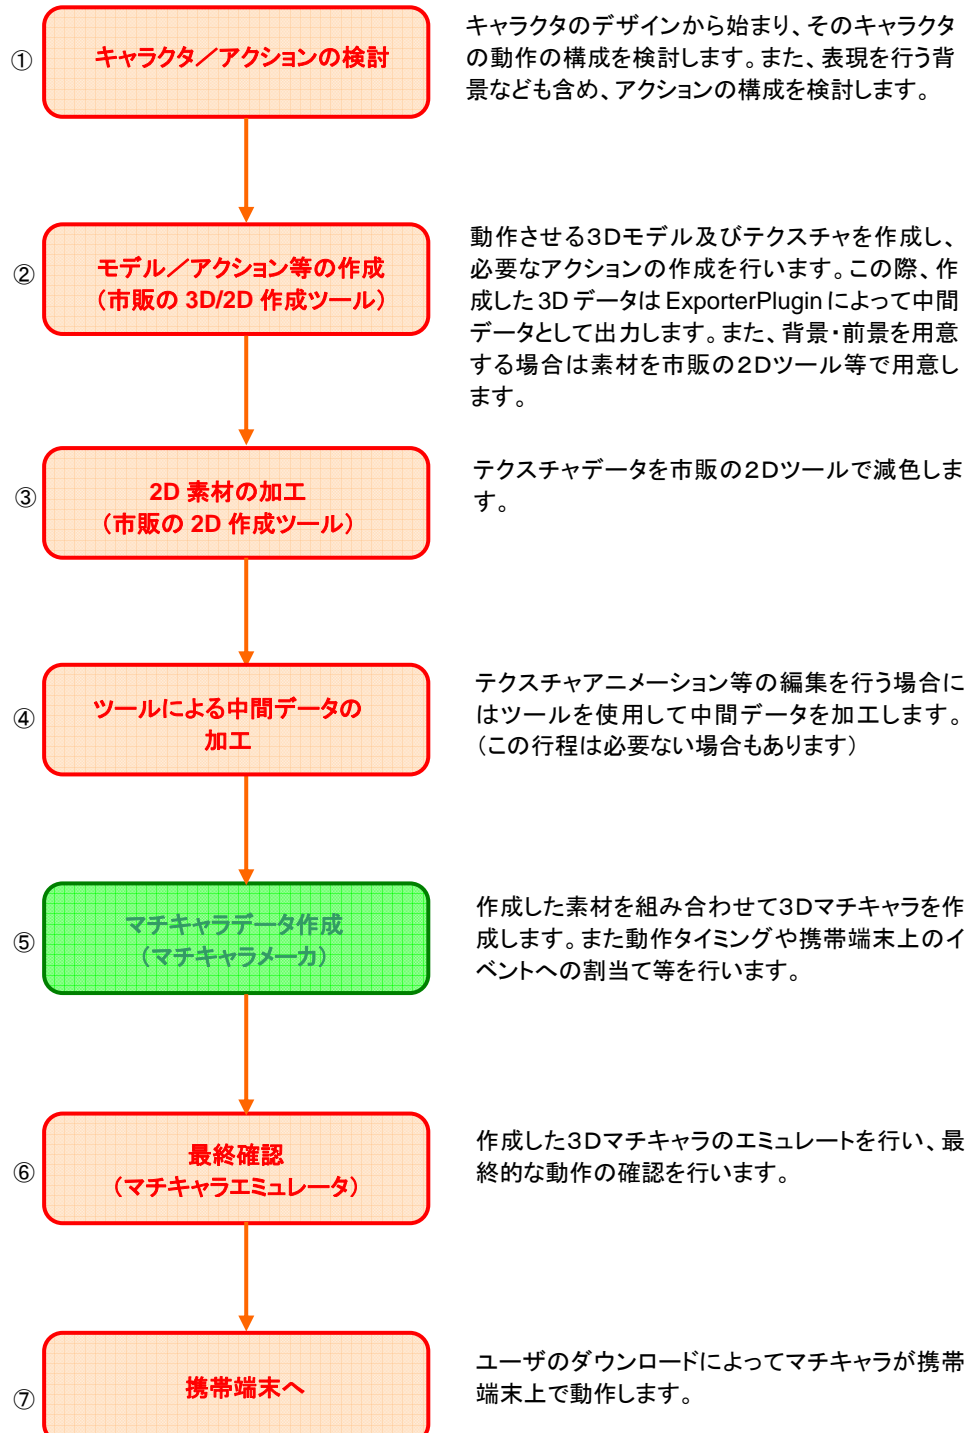 ①
キャラクタ／アクションの検討
キャラクタのデザインから始まり、そのキャラクタ
の動作の構成を検討します。また、表現を行う背
景なども含め、アクションの構成を検討します。
②
モデル／アクション等の作成
（市販の 3D/2D 作成ツール）
動作させる３Ｄモデル及びテクスチャを作成し、
必要なアクションの作成を行います。この際、作
成した 3D データは ExporterPlugin によって中間
データとして出力します。また、背景・前景を用意
する場合は素材を市販の２Ｄツール等で用意し
ます。
③
2D 素材の加工
（市販の 2D 作成ツール）
テクスチャデータを市販の２Ｄツールで減色しま
す。
④
ツールによる中間データの
加工
テクスチャアニメーション等の編集を行う場合に
はツールを使用して中間データを加工します。
（この行程は必要ない場合もあります）
⑤
マチキャラデータ作成
（マチキャラメーカ）
作成した素材を組み合わせて３Ｄマチキャラを作
成します。また動作タイミングや携帯端末上のイ
ベントへの割当て等を行います。
⑥
最終確認
（マチキャラエミュレータ）
作成した３Ｄマチキャラのエミュレートを行い、最
終的な動作の確認を行います。
⑦
携帯端末へ
ユーザのダウンロードによってマチキャラが携帯
端末上で動作します。